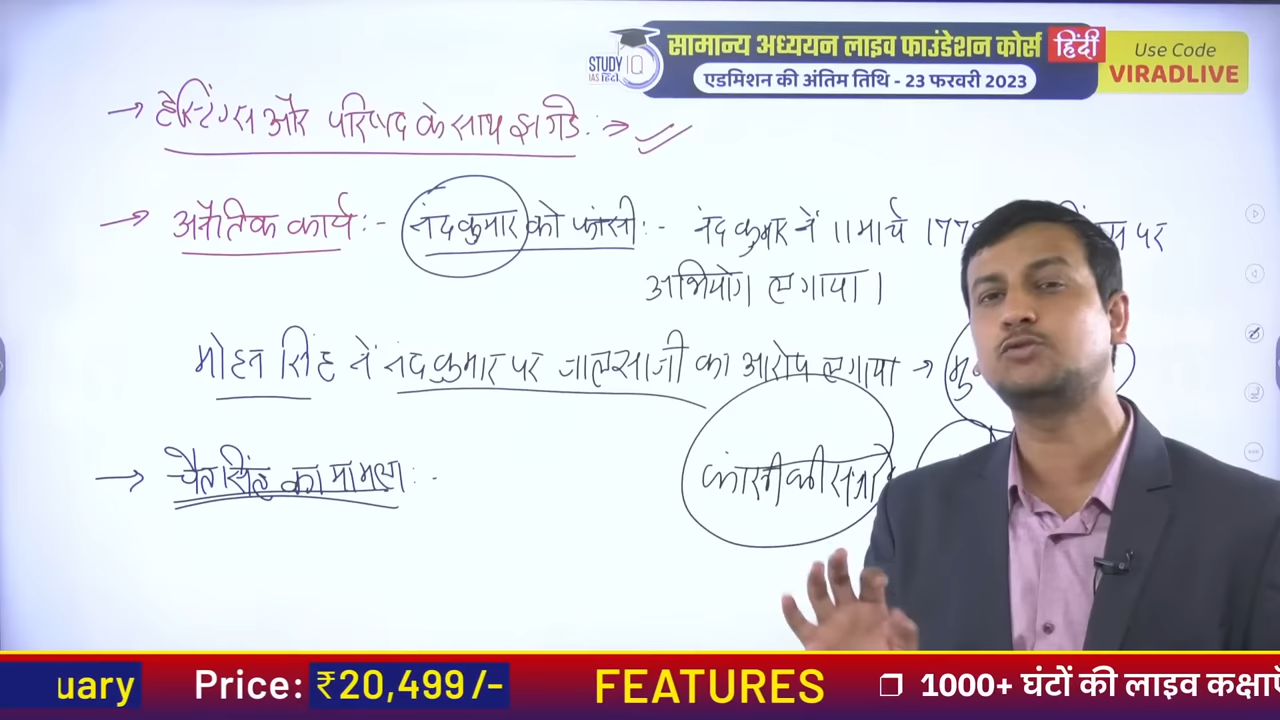 सामान्य अध्ययन लाइव फाउंडेशन कोर्स हिंदी
एडमिशन की अंतिम तिथि - 23 फरवरी 2023
Use Code
VIRADLIVE
STUDY IQ
IAS हिंदी
→ हेस्टिंग्स और परिषद के साथ झगडे :- ⇒
→ अनैतिक कार्य :- नंदकुमार को फांसी :- नंदकुमार नें 11 मार्च पर
अभियोग लगाया ।
मोहन सिंह नें नंदकुमार पर जालसाजी का आरोप लगाया →
फांसी की सजा
→ चैतसिंह का मामला :-
uary Price: ₹20,499/- FEATURES ❒ 1000+ घंटों की लाइव